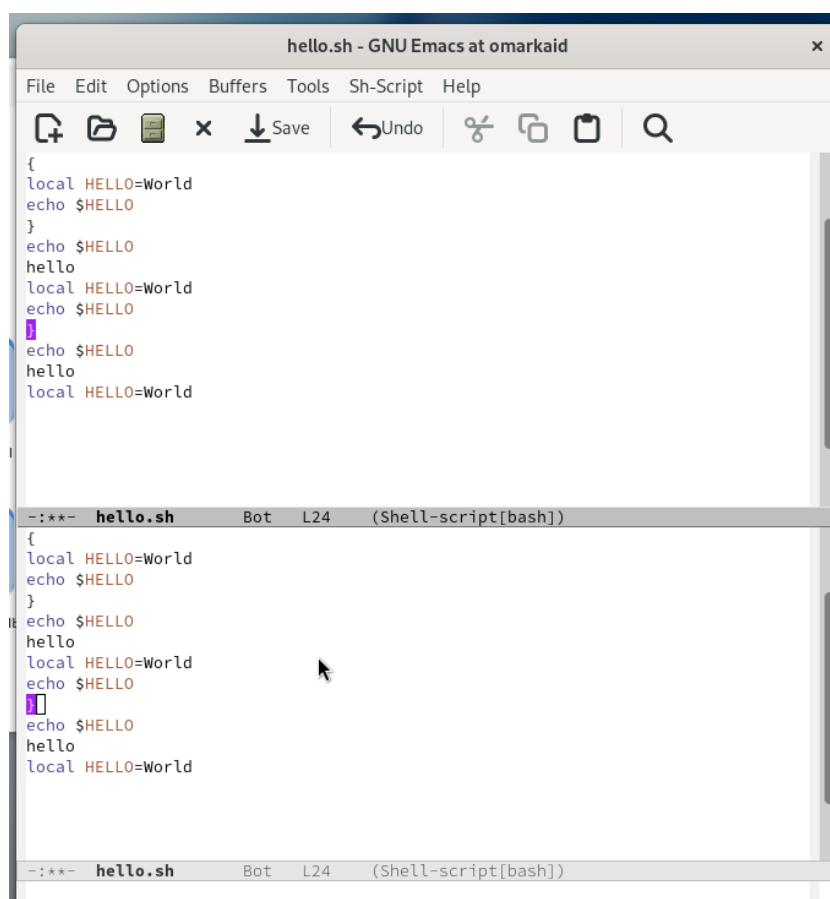 hello.sh - GNU Emacs at omarkaid ×
File Edit Options Buffers Tools Sh-Script Help
Save Undo
{
local HELLO=World
echo $HELLO
}
echo $HELLO
hello
local HELLO=World
echo $HELLO
}
echo $HELLO
hello
local HELLO=World
-:**- hello.sh Bot L24 (Shell-script[bash])
{
local HELLO=World
echo $HELLO
}
echo $HELLO
hello
local HELLO=World
echo $HELLO
}
echo $HELLO
hello
local HELLO=World
-:**- hello.sh Bot L24 (Shell-script[bash])